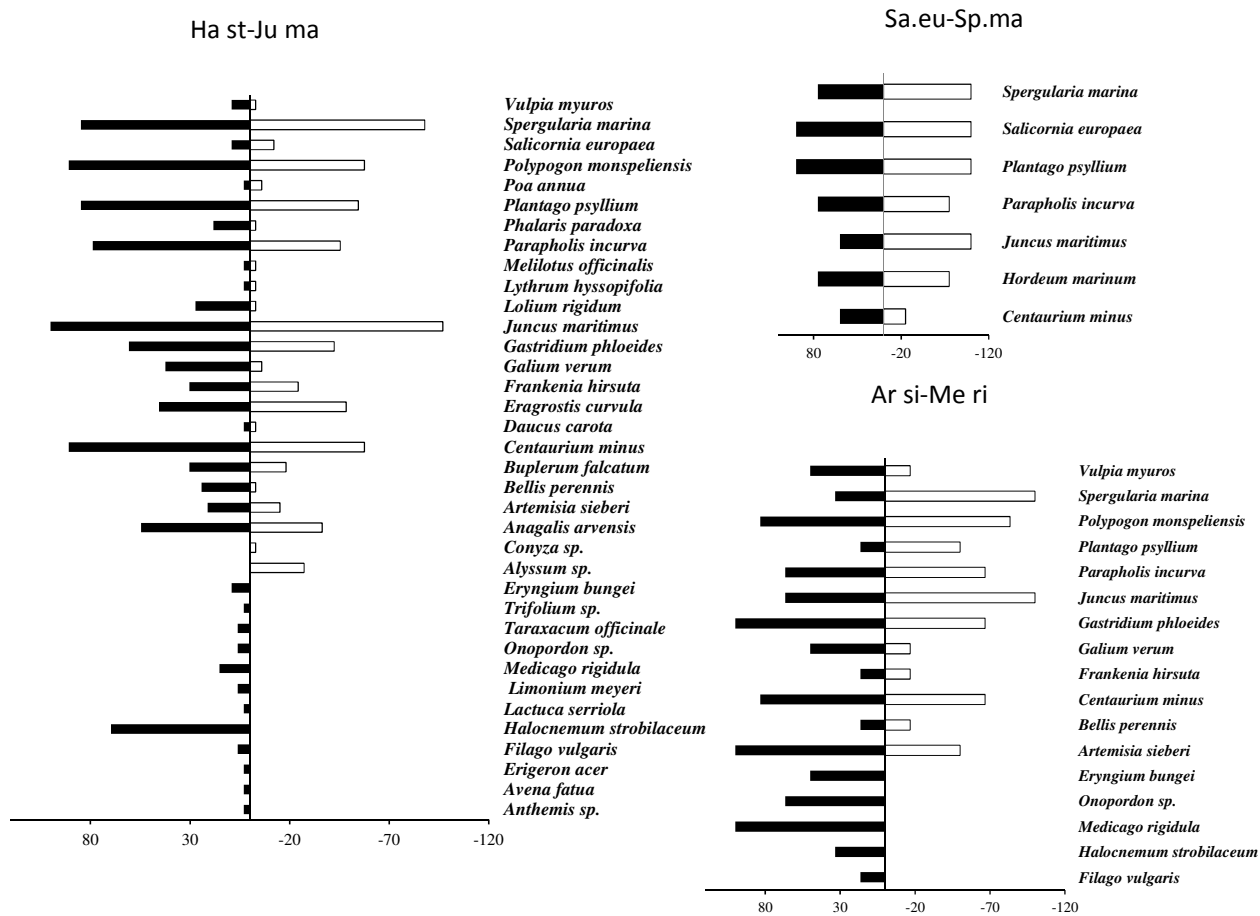 Ha st-Ju ma
Vulpia myuros
Spergularia marina
Salicornia europaea
Polypogon monspeliensis
Poa annua
Plantago psyllium
Phalaris paradoxa
Parapholis incurva
Melilotus officinalis
Lythrum hyssopifolia
Lolium rigidum
Juncus maritimus
Gastridium phloeides
Galium verum
Frankenia hirsuta
Eragrostis curvula
Daucus carota
Centaurium minus
Buplerum falcatum
Bellis perennis
Artemisia sieberi
Anagalis arvensis
Conyza sp.
Alyssum sp.
Eryngium bungei
Trifolium sp.
Taraxacum officinale
Onopordon sp.
Medicago rigidula
Limonium meyeri
Lactuca serriola
Halocnemum strobilaceum
Filago vulgaris
Erigeron acer
Avena fatua
Anthemis sp.
80 30 -20 -70 -120
Sa.eu-Sp.ma
Spergularia marina
Salicornia europaea
Plantago psyllium
Parapholis incurva
Juncus maritimus
Hordeum marinum
Centaurium minus
80 -20 -120
Ar si-Me ri
Vulpia myuros
Spergularia marina
Polypogon monspeliensis
Plantago psyllium
Parapholis incurva
Juncus maritimus
Gastridium phloeides
Galium verum
Frankenia hirsuta
Centaurium minus
Bellis perennis
Artemisia sieberi
Eryngium bungei
Onopordon sp.
Medicago rigidula
Halocnemum strobilaceum
Filago vulgaris
80 30 -20 -70 -120